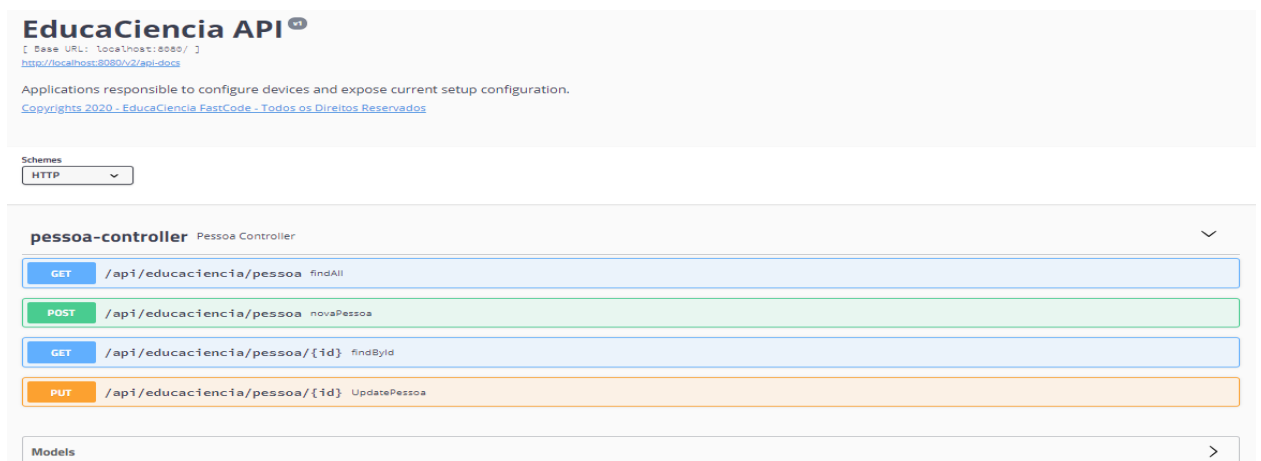 EducaCiencia API v1
[ Base URL: localhost:8080/ ]
http://localhost:8080/v2/api-docs
Applications responsible to configure devices and expose current setup configuration.
Copyrights 2020 - EducaCiencia FastCode - Todos os Direitos Reservados
Schemes
HTTP
pessoa-controller Pessoa Controller
GET /api/educaciencia/pessoa findAll
POST /api/educaciencia/pessoa novaPessoa
GET /api/educaciencia/pessoa/{id} findById
PUT /api/educaciencia/pessoa/{id} UpdatePessoa
Models